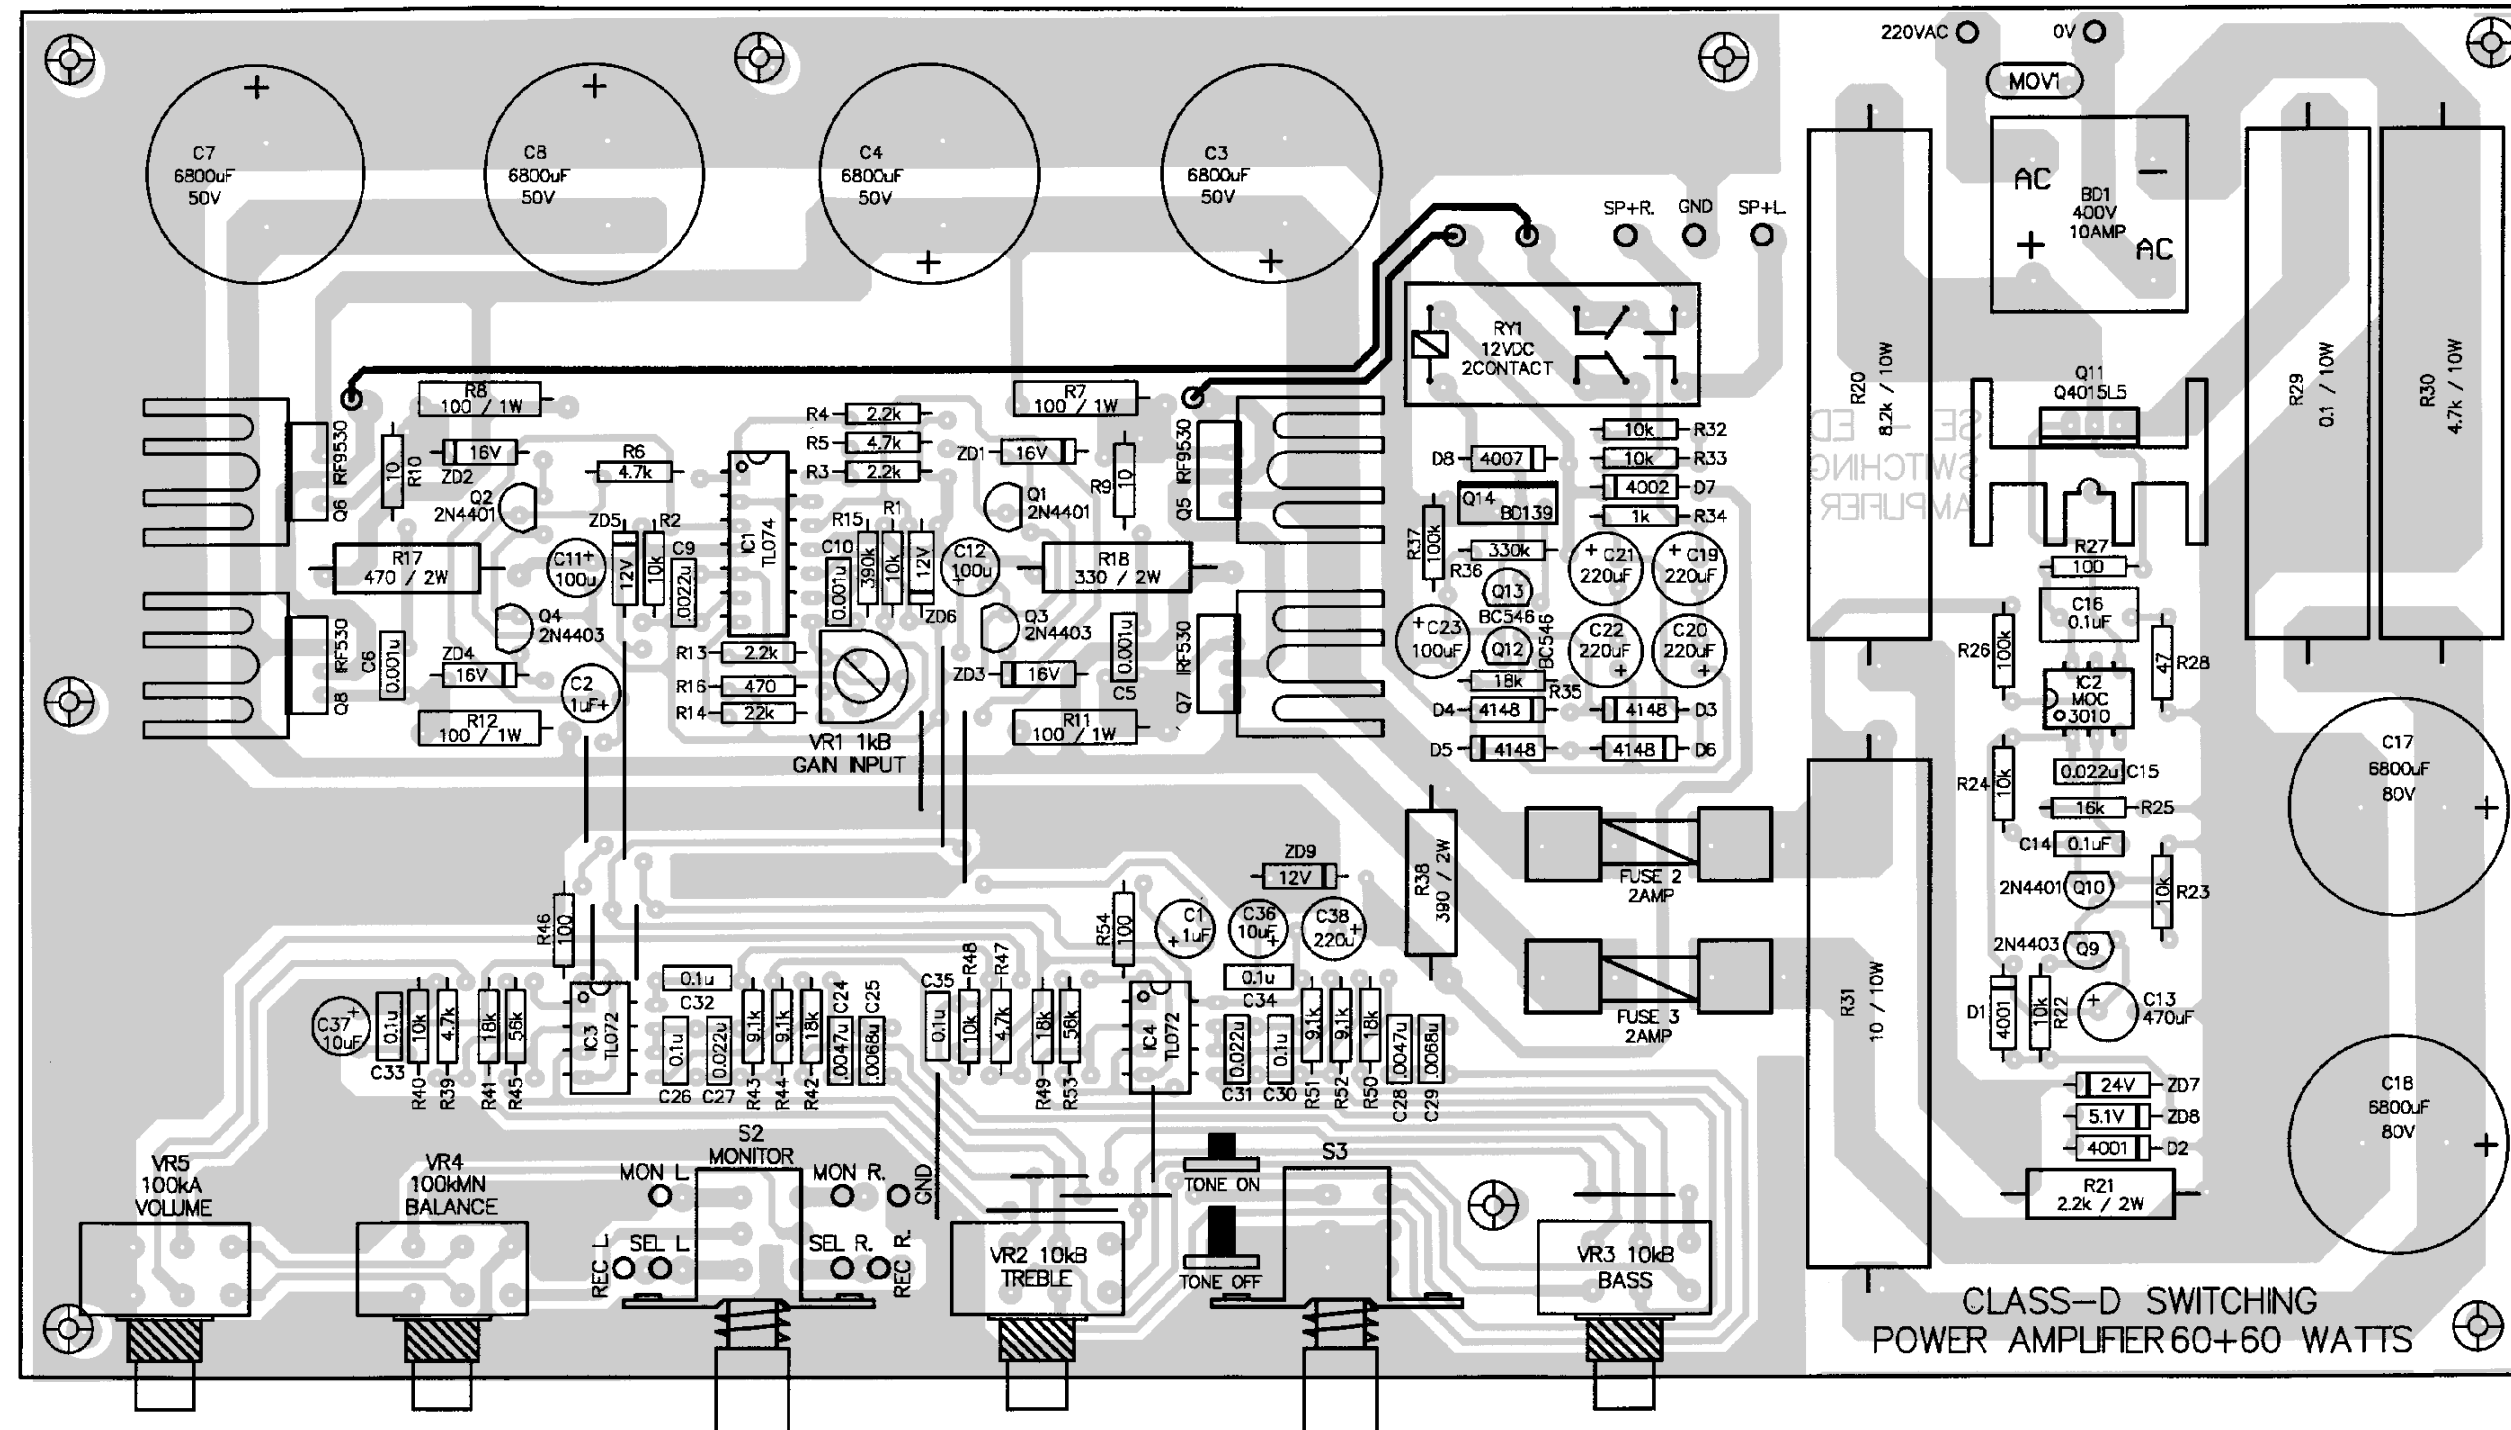 220VAC
0V
MOV1
C7
6800uF
50V
C8
6800uF
50V
C4
6800uF
50V
C3
6800uF
50V
AC
BD1
400V
10AMP
AC
SP+R.
GND
SP+L
RY1
12VDC
2CONTACT
R20
8.2k / 10W
R29
0.1 / 10W
R30
4.7k / 10W
Q11
Q4015L5
SE - ED
SWITCHING
AMPLIFIER
R8
100 / 1W
R7
100 / 1W
R4
2.2k
R5
4.7k
R3
2.2k
IRF9530
Q6
10
R10
16V
ZD2
R6
4.7k
Q2
2N4401
ZD5
12V
R2
10k
C9
.0022u
IC1
TL074
R15
390k
R1
10k
C10
0.001u
12V
ZD6
ZD1
16V
Q1
2N4401
R9
10
IRF9530
Q5
R17
470 / 2W
C11
100u
C12
100u
R18
330 / 2W
Q4
2N4403
Q3
2N4403
IRF530
Q8
C6
0.001u
ZD4
16V
C2
1uF
R13
2.2k
R16
470
R14
22k
VR1 1kB
GAIN INPUT
ZD3
16V
0.001u
C5
IRF530
Q7
R12
100 / 1W
R11
100 / 1W
10k
R32
10k
R33
D8
4007
4002
D7
Q14
BD139
1k
R34
R37
100k
330k
R36
Q13
BC546
Q12
BC546
C21
220uF
C19
220uF
C23
100uF
C22
220uF
C20
220uF
18k
R35
D4
4148
4148
D3
D5
4148
4148
D6
R27
100
C16
0.1uF
R26
100k
R28
47
IC2
MOC
3010
R24
10k
0.022u
C15
16k
R25
C14
0.1uF
2N4401
Q10
10k
R23
2N4403
Q9
D1
4001
10k
R22
C13
470uF
24V
ZD7
5.1V
ZD8
4001
D2
R21
2.2k / 2W
C17
6800uF
80V
C18
6800uF
80V
R38
390 / 2W
FUSE 2
2AMP
FUSE 3
2AMP
R31
10 / 10W
ZD9
12V
R46
100
R54
100
C1
1uF
C36
10uF
C38
220u
C37
10uF
0.1u
C33
10k
R40
4.7k
R39
18k
R41
56k
R45
IC3
TL072
0.1u
C32
0.1u
C26
0.022u
C27
9.1k
R43
9.1k
R44
18k
R42
C24
.0047u
C25
.0068u
C35
0.1u
R48
10k
R47
4.7k
18k
R49
56k
R53
IC4
TL072
0.1u
C34
0.022u
C31
0.1u
C30
9.1k
R51
9.1k
R52
18k
R50
.0047u
C28
.0068u
C29
VR5
100kA
VOLUME
VR4
100kMN
BALANCE
S2
MONITOR
MON L.
MON R.
GND
REC L.
SEL L.
SEL R.
REC R.
VR2 10kB
TREBLE
TONE ON
TONE OFF
S3
VR3 10kB
BASS
CLASS-D SWITCHING
POWER AMPLIFIER 60+60 WATTS